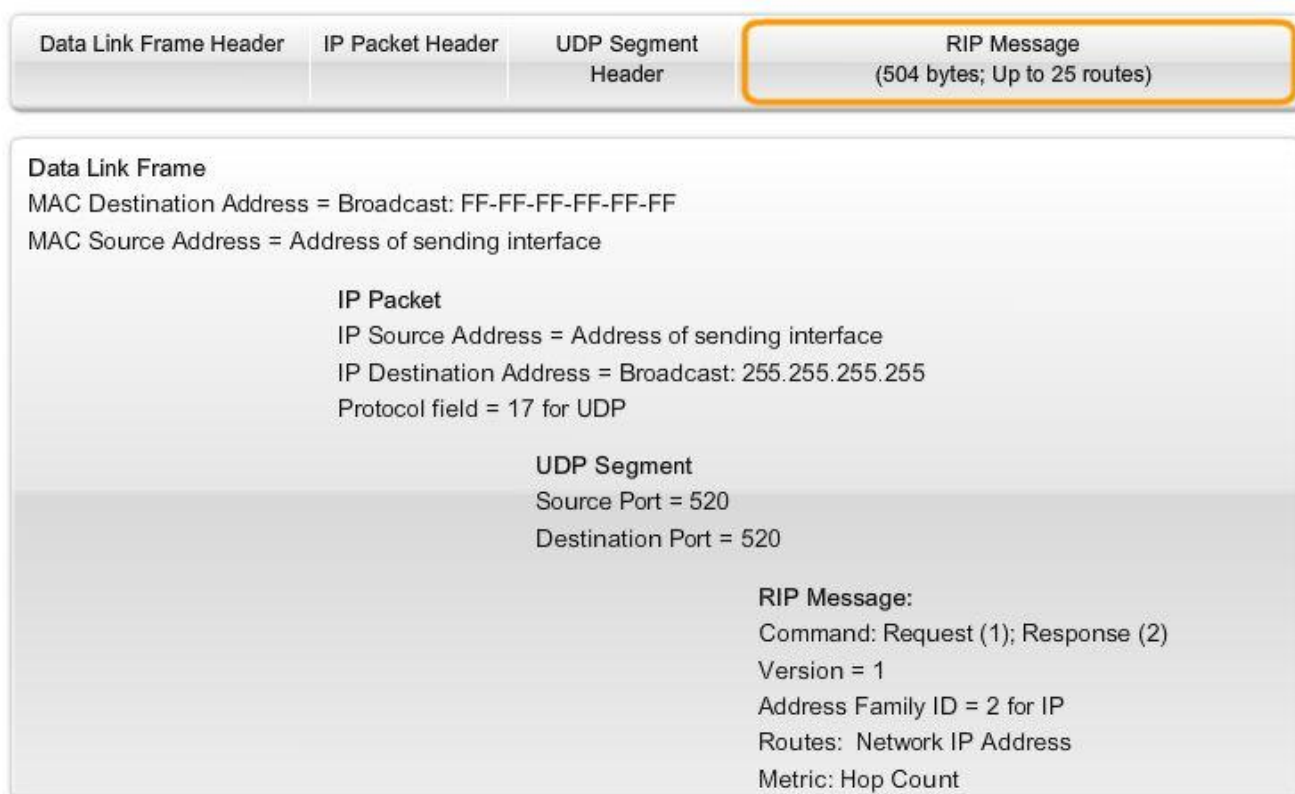 Data Link Frame Header IP Packet Header UDP Segment Header RIP Message
(504 bytes; Up to 25 routes)
Data Link Frame
MAC Destination Address = Broadcast: FF-FF-FF-FF-FF-FF
MAC Source Address = Address of sending interface
IP Packet
IP Source Address = Address of sending interface
IP Destination Address = Broadcast: 255.255.255.255
Protocol field = 17 for UDP
UDP Segment
Source Port = 520
Destination Port = 520
RIP Message:
Command: Request (1); Response (2)
Version = 1
Address Family ID = 2 for IP
Routes: Network IP Address
Metric: Hop Count